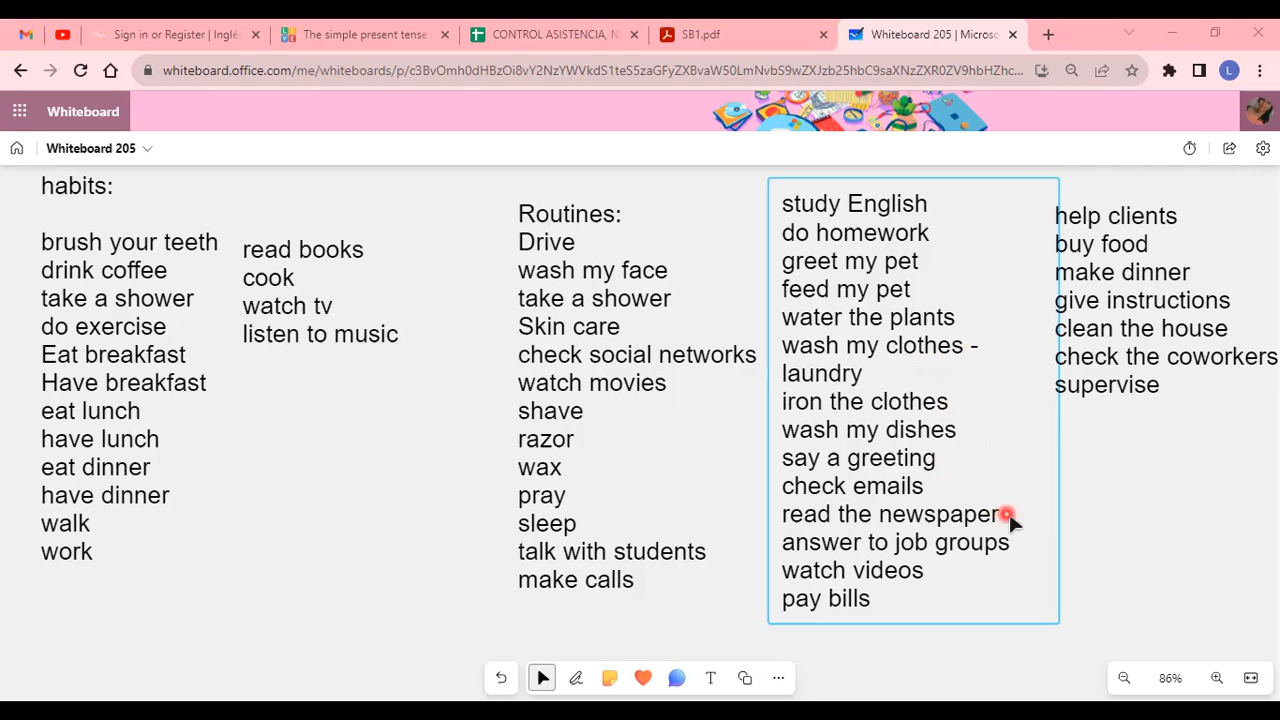 Sign in or Register | Inglés
The simple present tense
CONTROL ASISTENCIA, N
SB1.pdf
Whiteboard 205 | Microso
L
Whiteboard
Whiteboard 205
habits:
brush your teeth
drink coffee
take a shower
do exercise
Eat breakfast
Have breakfast
eat lunch
have lunch
eat dinner
have dinner
walk
work
read books
cook
watch tv
listen to music
Routines:
Drive
wash my face
take a shower
Skin care
check social networks
watch movies
shave
razor
wax
pray
sleep
talk with students
make calls
study English
do homework
greet my pet
feed my pet
water the plants
wash my clothes -
laundry
iron the clothes
wash my dishes
say a greeting
check emails
read the newspaper
answer to job groups
watch videos
pay bills
help clients
buy food
make dinner
give instructions
clean the house
check the coworkers
supervise
86%